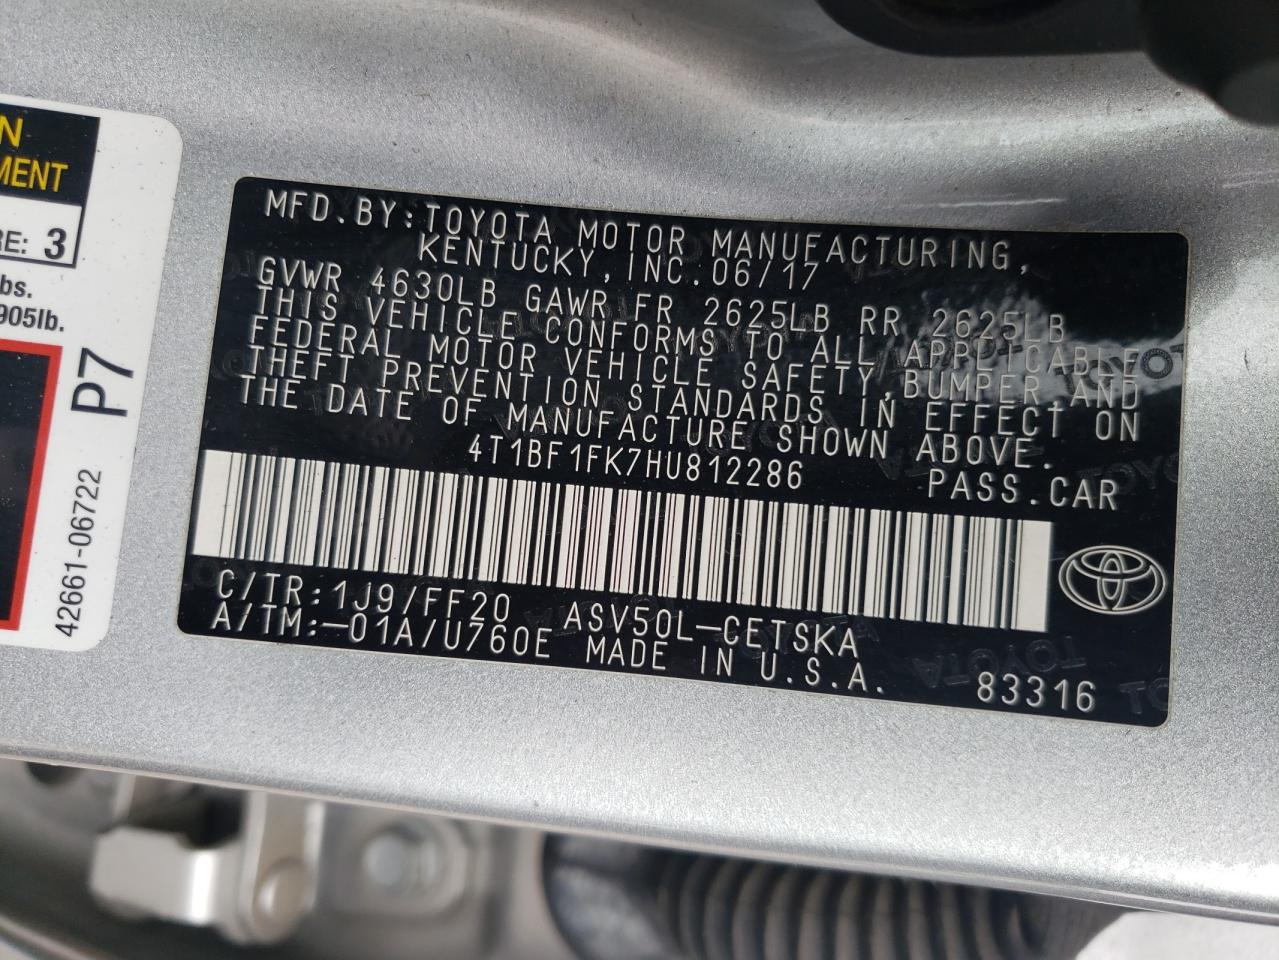 N
MENT
RE: 3
bs.
905lb.
P7
42661-06722
MFD.BY:TOYOTA MOTOR MANUFACTURING,
KENTUCKY,INC.06/17
GVWR 4630LB GAWR FR 2625LB RR 2625LB
THIS VEHICLE CONFORMS TO ALL APPLICABLE
FEDERAL MOTOR VEHICLE SAFETY,BUMPER,AND
THEFT PREVENTION STANDARDS IN EFFECT ON
THE DATE OF MANUFACTURE SHOWN ABOVE.
4T1BF1FK7HU812286 PASS.CAR
C/TR:1J9/FF20 ASV50L-CETSKA
A/TM:-01A/U760E MADE IN U.S.A.
83316